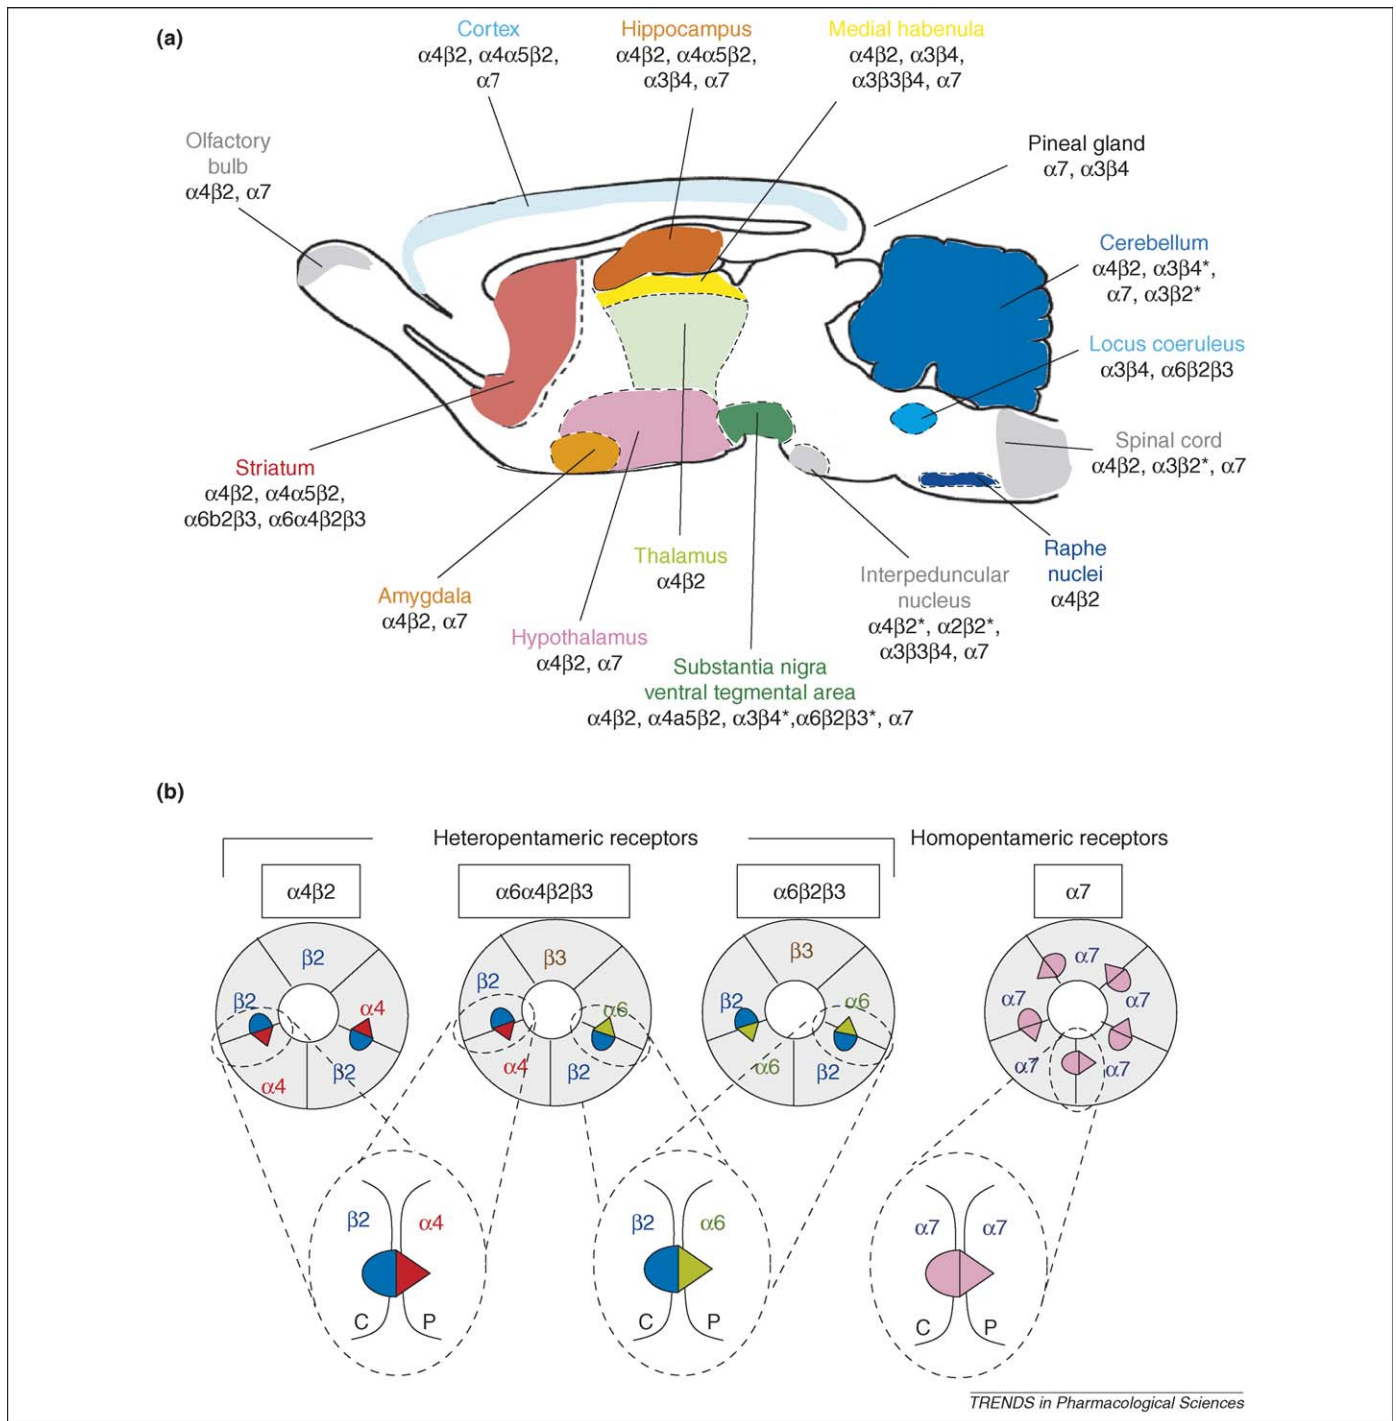 (a)
Cortex
α4β2, α4α5β2,
α7
Hippocampus
α4β2, α4α5β2,
α3β4, α7
Medial habenula
α4β2, α3β4,
α3β3β4, α7
Olfactory
bulb
α4β2, α7
Pineal gland
α7, α3β4
Cerebellum
α4β2, α3β4*,
α7, α3β2*
Locus coeruleus
α3β4, α6β2β3
Spinal cord
α4β2, α3β2*, α7
Striatum
α4β2, α4α5β2,
α6b2β3, α6α4β2β3
Amygdala
α4β2, α7
Hypothalamus
α4β2, α7
Thalamus
α4β2
Substantia nigra
ventral tegmental area
α4β2, α4a5β2, α3β4*,α6β2β3*, α7
Interpeduncular
nucleus
α4β2*, α2β2*,
α3β3β4, α7
Raphe
nuclei
α4β2
(b)
Heteropentameric receptors
Homopentameric receptors
α4β2
α6α4β2β3
α6β2β3
α7
β2
β2
α4
α4
β2
β3
β2
α6
α4
β2
β3
β2
α6
α6
β2
α7
α7
α7
α7
α7
β2
α4
C
P
β2
α6
C
P
α7
α7
C
P
TRENDS in Pharmacological Sciences